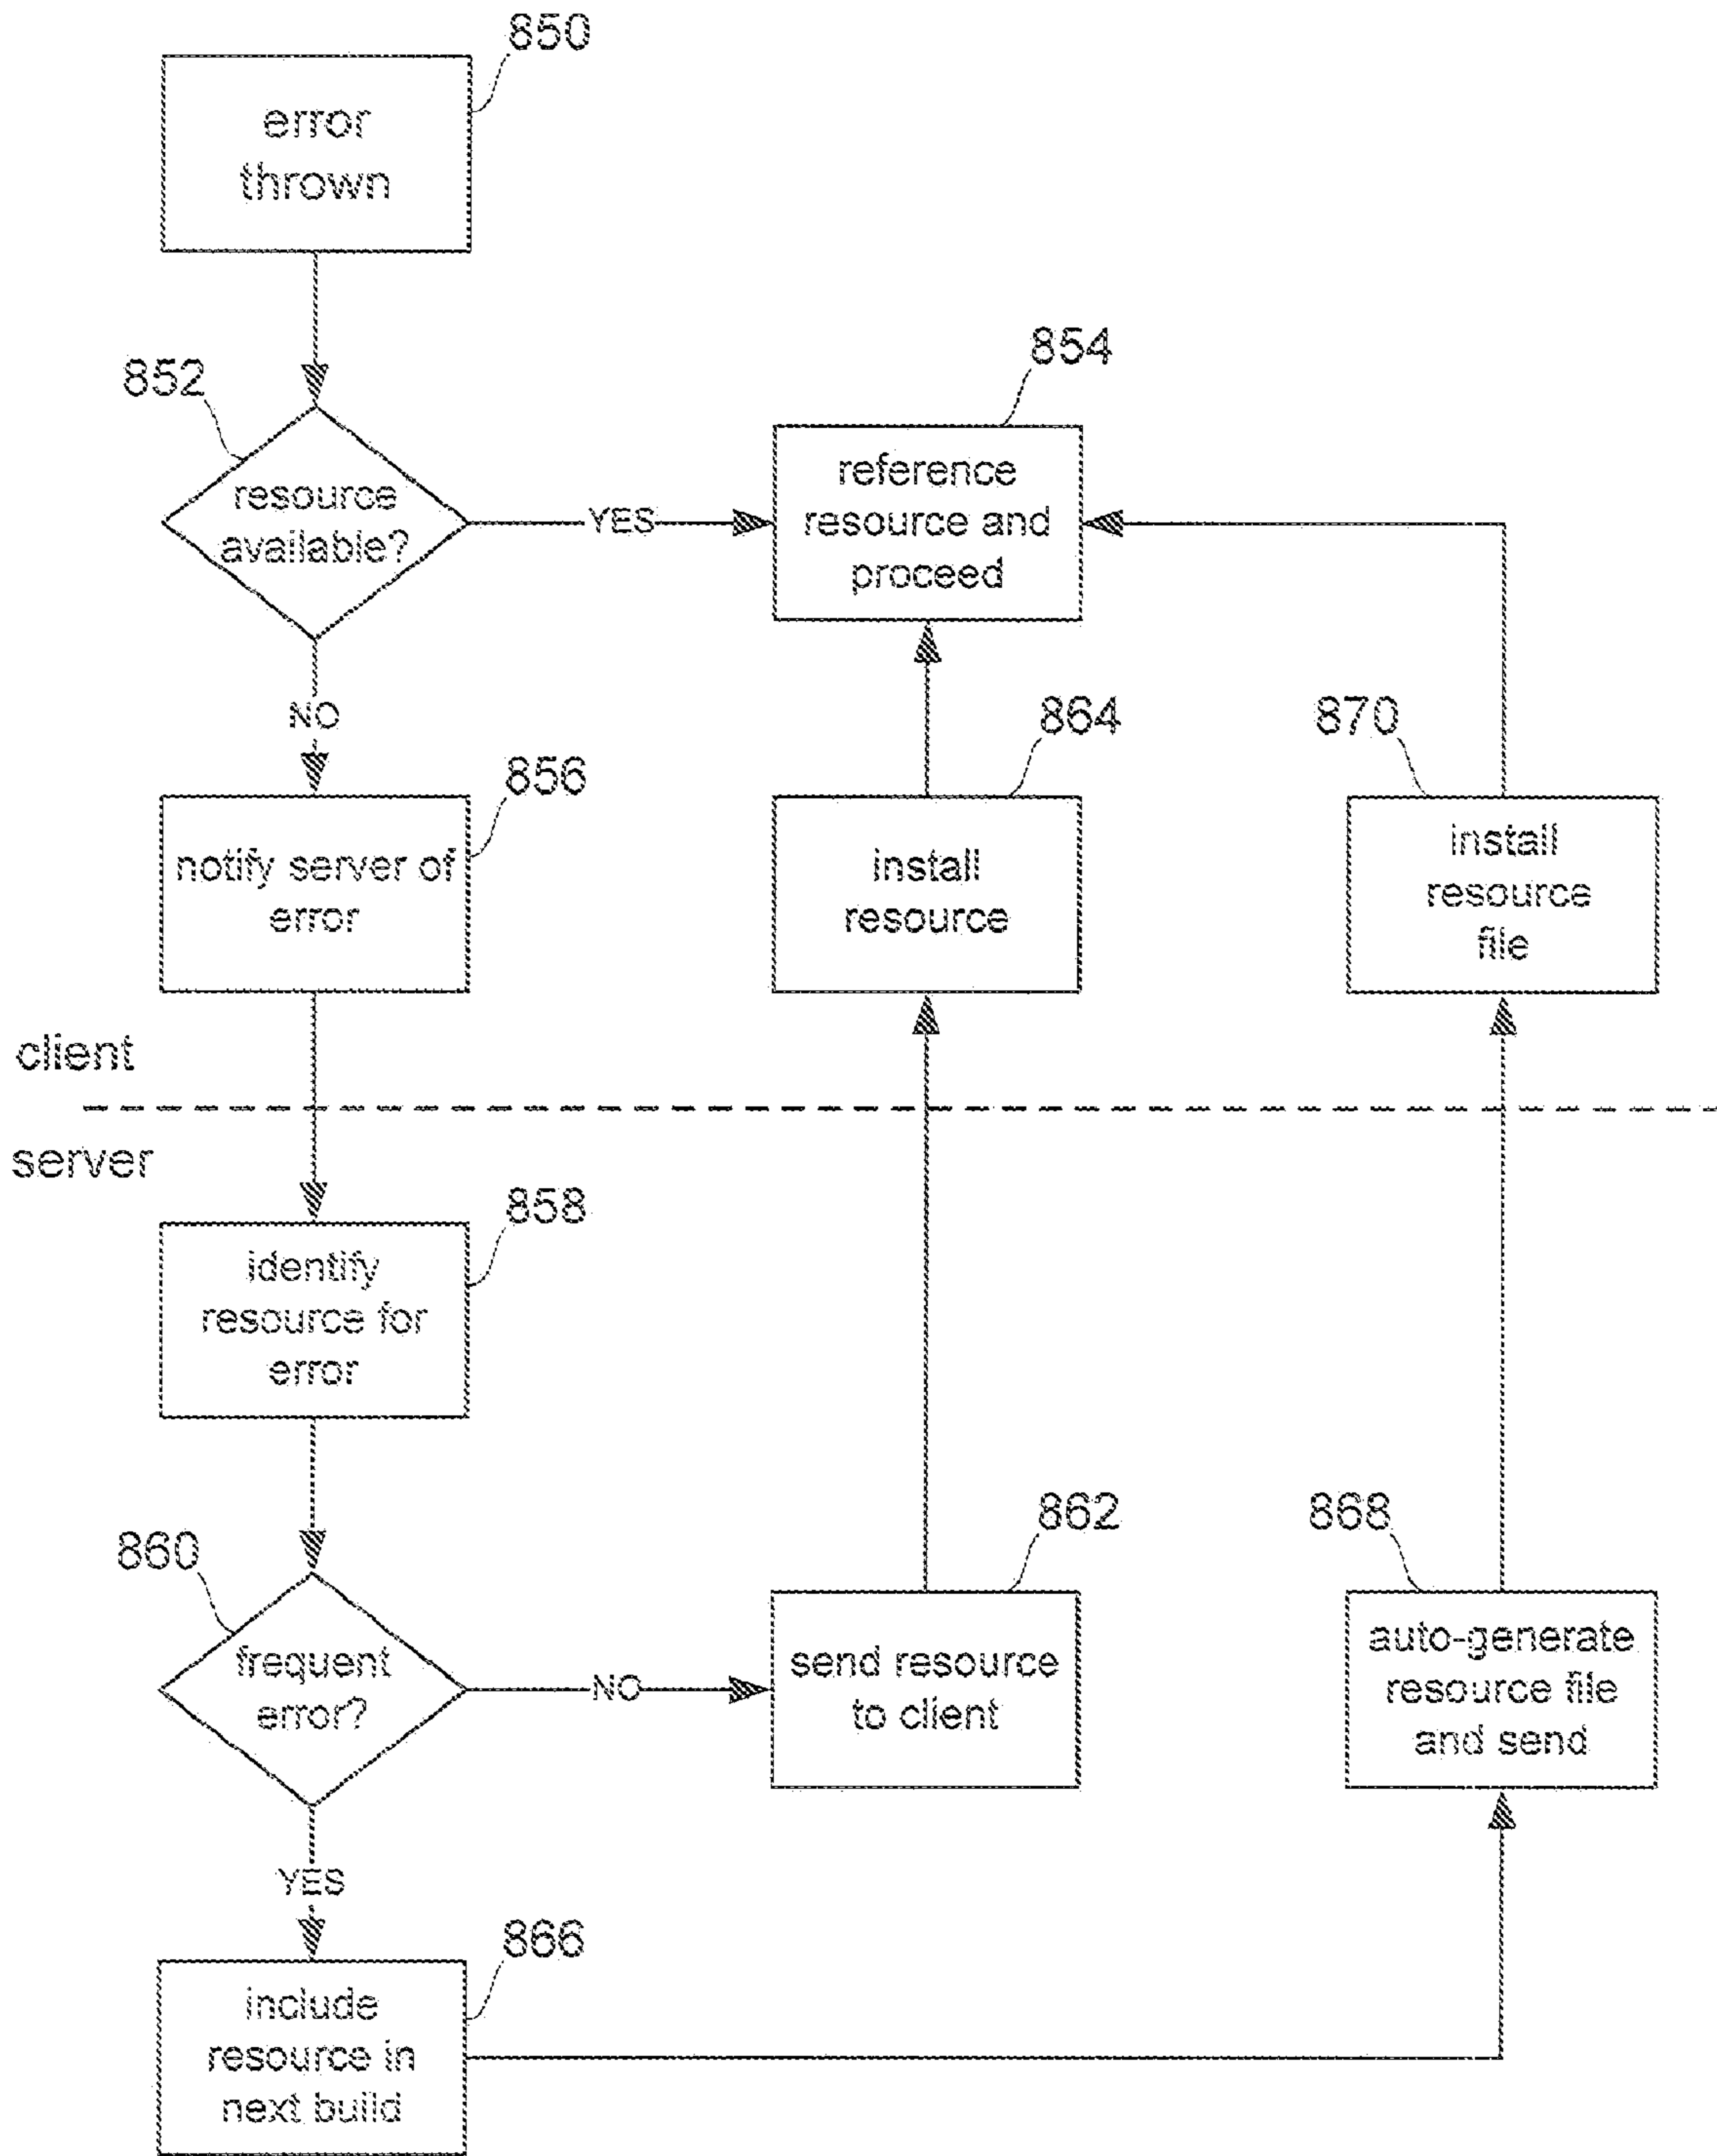 850
error
thrown
852
resource
available?
YES
854
reference
resource and
proceed
NO
856
notify server of
error
864
install
resource
870
install
resource
file
client
server
858
identify
resource for
error
860
frequent
error?
NO
862
send resource
to client
868
auto-generate
resource file
and send
YES
866
include
resource in
next build